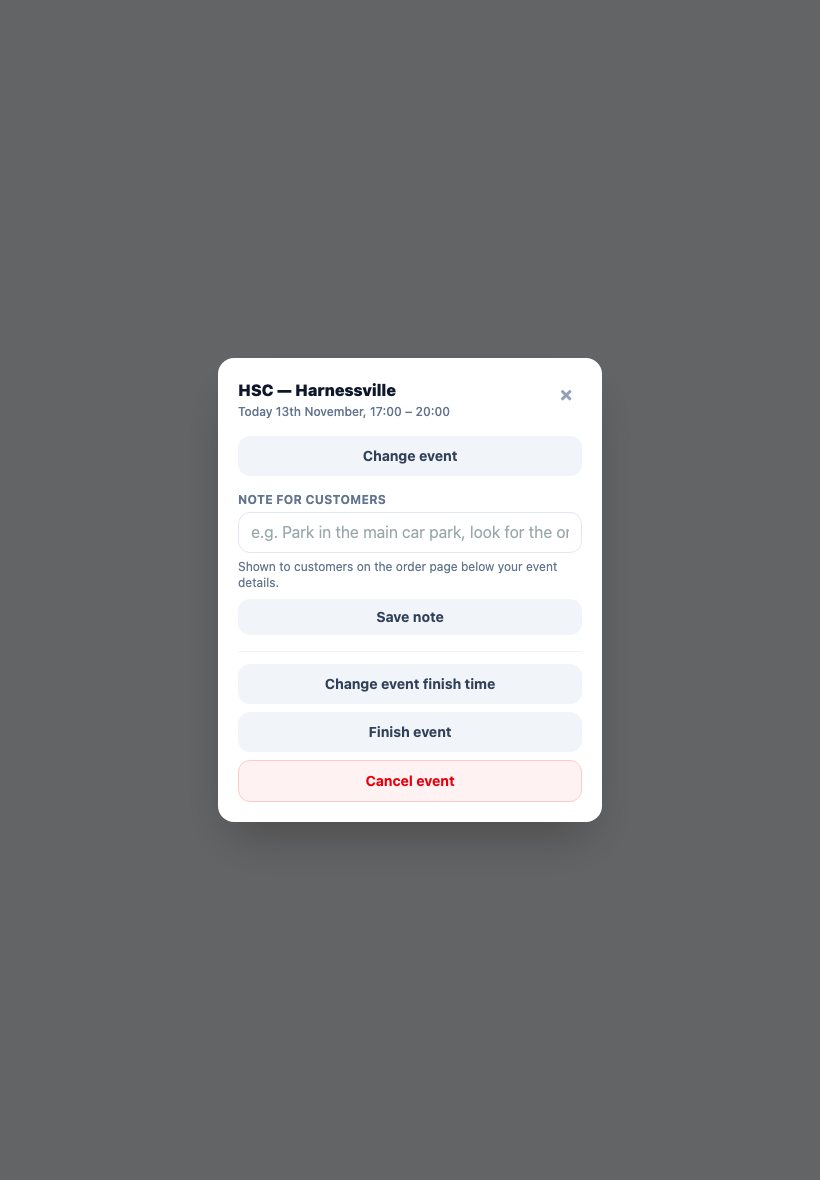 HSC — Harnessville
Today 13th November, 17:00 – 20:00
Change event
NOTE FOR CUSTOMERS
e.g. Park in the main car park, look for the
Shown to customers on the order page below your event
details.
Save note
Change event finish time
Finish event
Cancel event